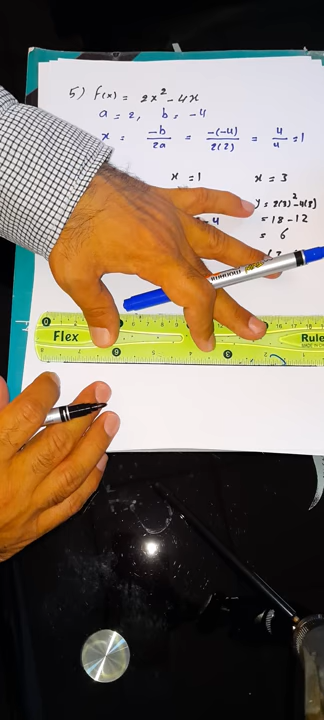 5) f(x) = 2x² - 4x
a = 2, b = -4
x = -b/2a = -(-4)/2(2) = 4/4 = 1
x = 1 x = 3
y = 2(3)² - 4(3)
= 18 - 12
- 4
= 6
Flex
Rule